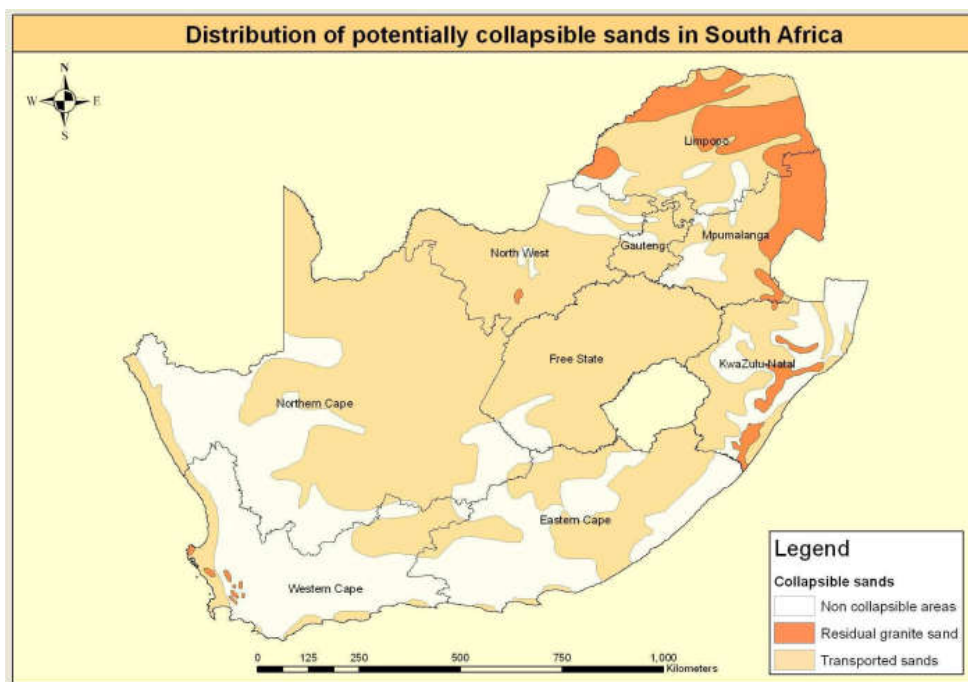 Distribution of potentially collapsible sands in South Africa
N
W E
S
Limpopo
Mpumalanga
Gauteng
North West
Free State
KwaZulu-Natal
Northern Cape
Eastern Cape
Western Cape
Legend
Collapsible sands
Non collapsible areas
Residual granite sand
Transported sands
0 125 250 500 750 1,000
Kilometers